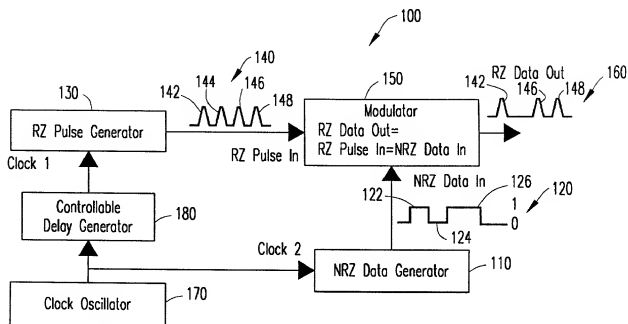 100
140
142
144
146
148
130
RZ Pulse Generator
Clock 1
RZ Pulse In
150
Modulatar
RZ Data Out=
RZ Pulse In=NRZ Data In
RZ Data Out
142
146
148
160
NRZ Data In
122
124
126
1
0
120
Controllable
Delay Generator
180
Clock 2
NRZ Data Generator
110
Clock Oscillator
170